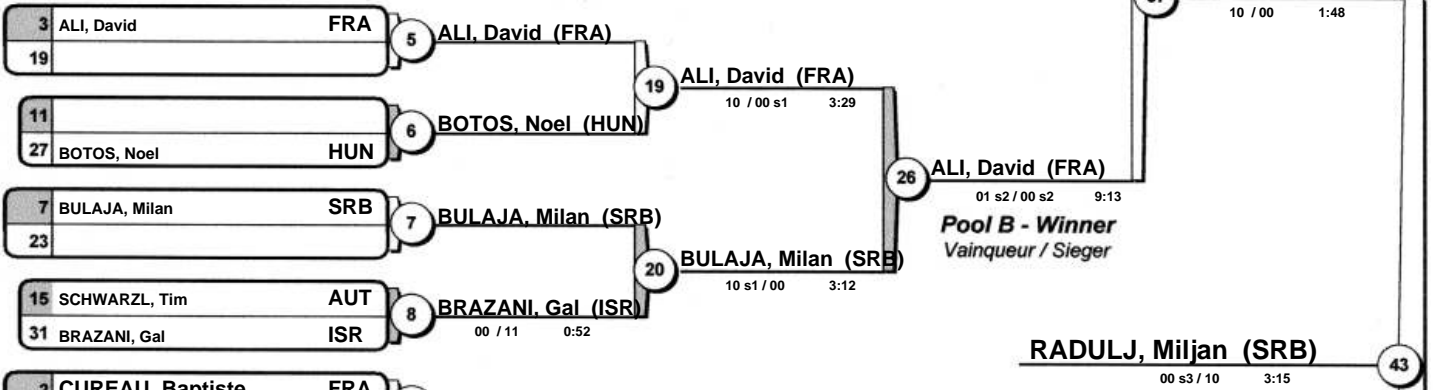 3 ALI, David FRA
19
5
ALI, David (FRA)
11
27 BOTOS, Noel HUN
6
BOTOS, Noel (HUN)
19
ALI, David (FRA)
10 / 00 s1 3:29
7 BULAJA, Milan SRB
23
7
BULAJA, Milan (SRB)
15 SCHWARZL, Tim AUT
31 BRAZANI, Gal ISR
8
BRAZANI, Gal (ISR)
00 / 11 0:52
20
BULAJA, Milan (SRB)
10 s1 / 00 3:12
26
ALI, David (FRA)
01 s2 / 00 s2 9:13
Pool B - Winner
Vainqueur / Sieger
10 / 00 1:48
RADULJ, Miljan (SRB)
00 s3 / 10 3:15
43
CUREAU, Baptiste FRA